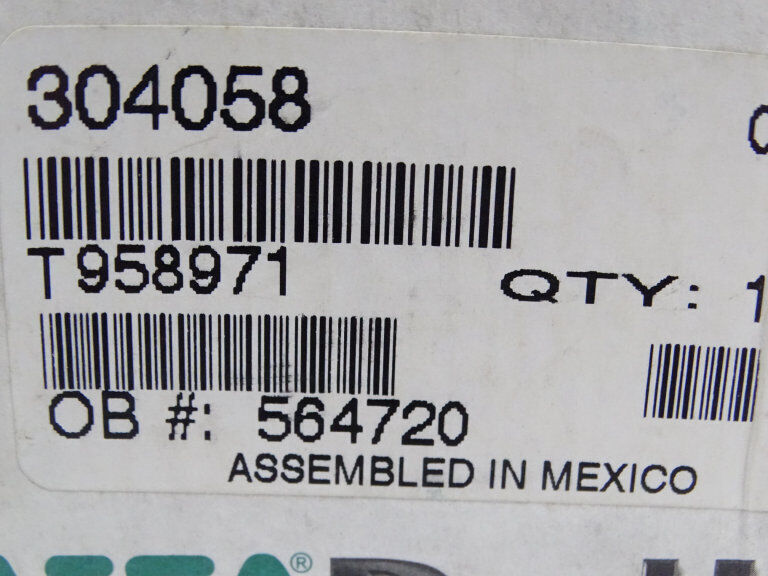 304058
T958971
QTY: 1
OB #: 564720
ASSEMBLED IN MEXICO